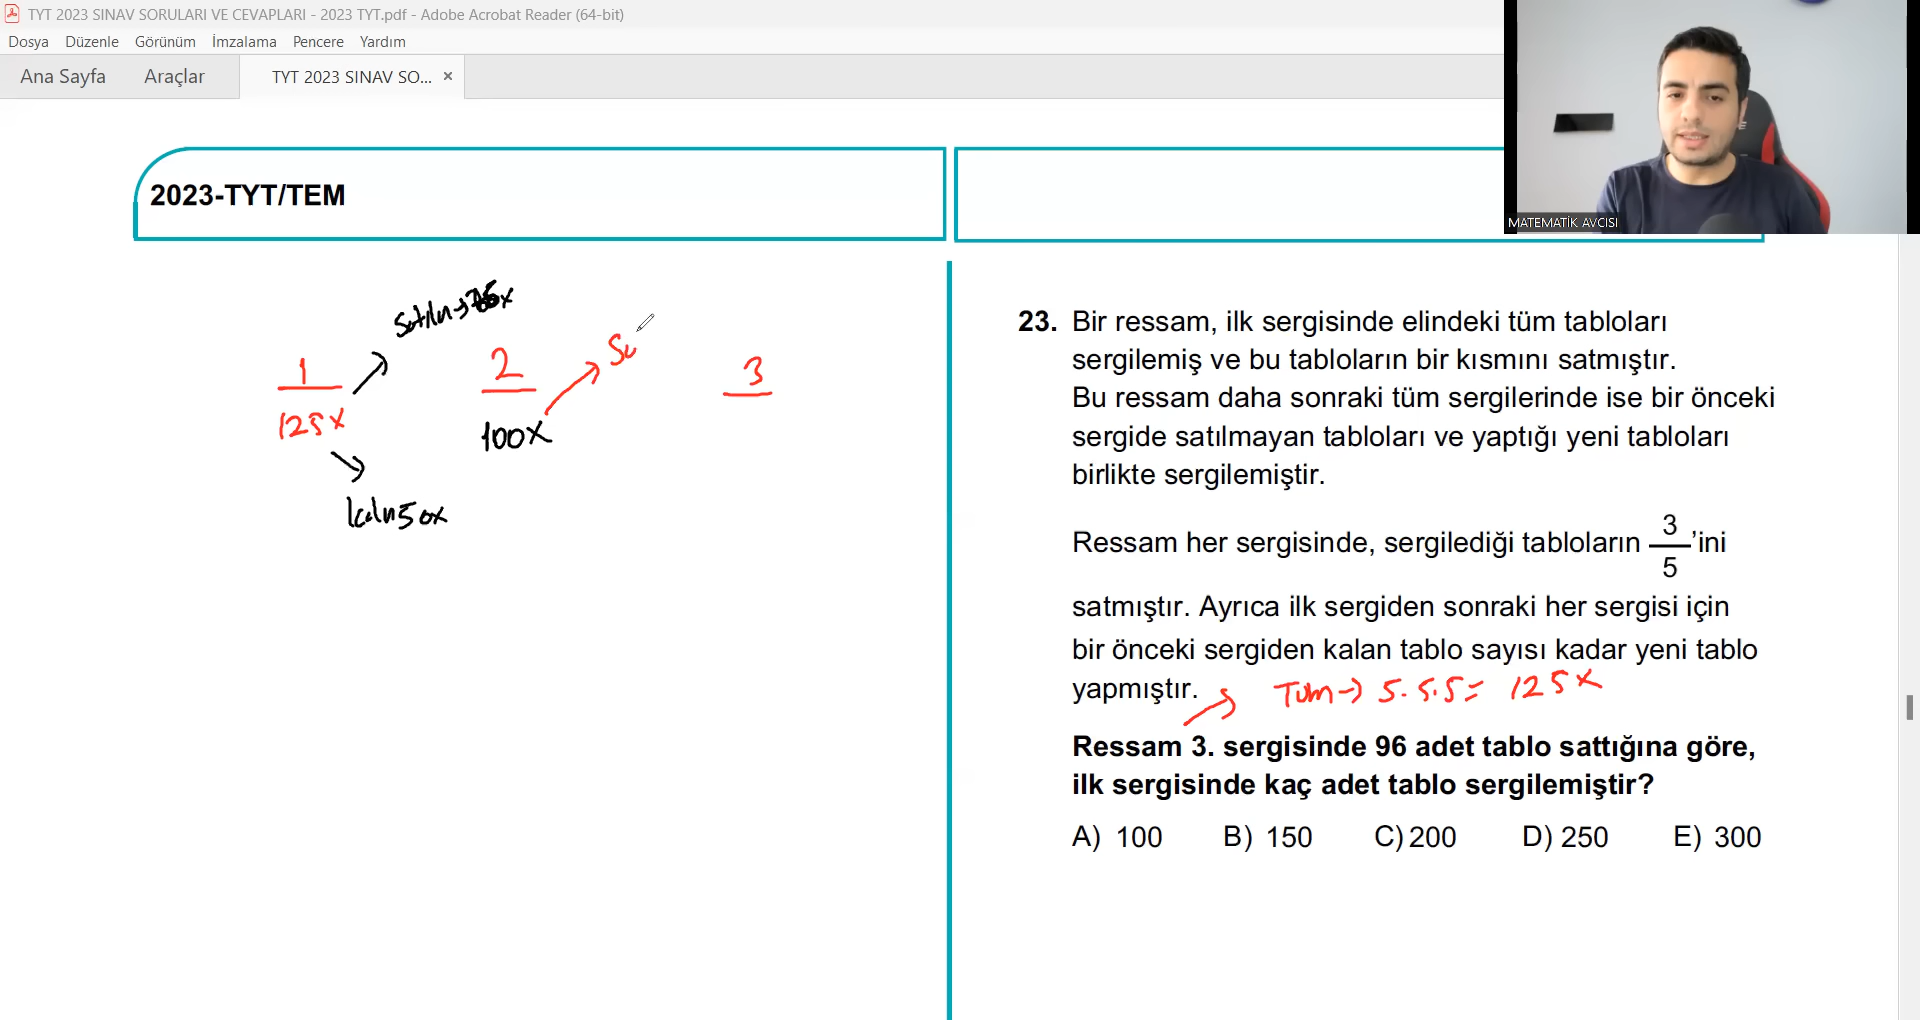 TYT 2023 SINAV SORULARI VE CEVAPLARI - 2023 TYT.pdf - Adobe Acrobat Reader (64-bit)
Dosya Düzenle Görünüm İmzalama Pencere Yardım
Ana Sayfa Araçlar TYT 2023 SINAV SO... ×
MATEMATİK AVCISI
2023-TYT/TEM
1
125x
kaln 50x
2
100x
3
23. Bir ressam, ilk sergisinde elindeki tüm tabloları
sergilemiş ve bu tabloların bir kısmını satmıştır.
Bu ressam daha sonraki tüm sergilerinde ise bir önceki
sergide satılmayan tabloları ve yaptığı yeni tabloları
birlikte sergilemiştir.
Ressam her sergisinde, sergilediği tabloların 3/5'ini
satmıştır. Ayrıca ilk sergiden sonraki her sergisi için
bir önceki sergiden kalan tablo sayısı kadar yeni tablo
yapmıştır.
Tüm → 5.5.5 = 125x
Ressam 3. sergisinde 96 adet tablo sattığına göre,
ilk sergisinde kaç adet tablo sergilemiştir?
A) 100 B) 150 C) 200 D) 250 E) 300